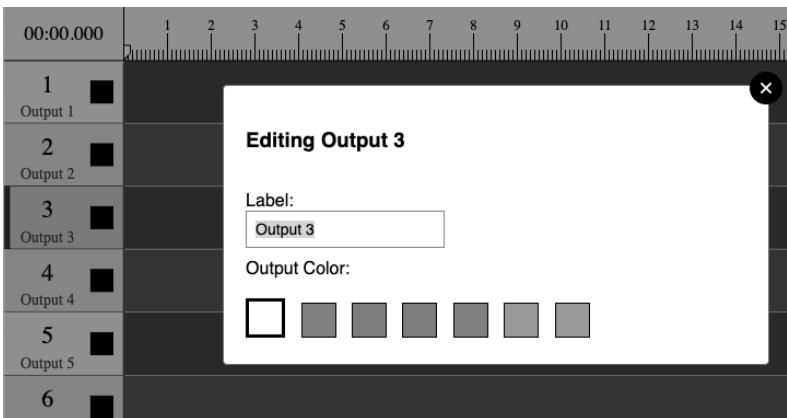 00:00.000
1 2 3 4 5 6 7 8 9 10 11 12 13 14 15
1
Output 1
2
Output 2
3
Output 3
4
Output 4
5
Output 5
6
Editing Output 3
Label:
Output 3
Output Color: